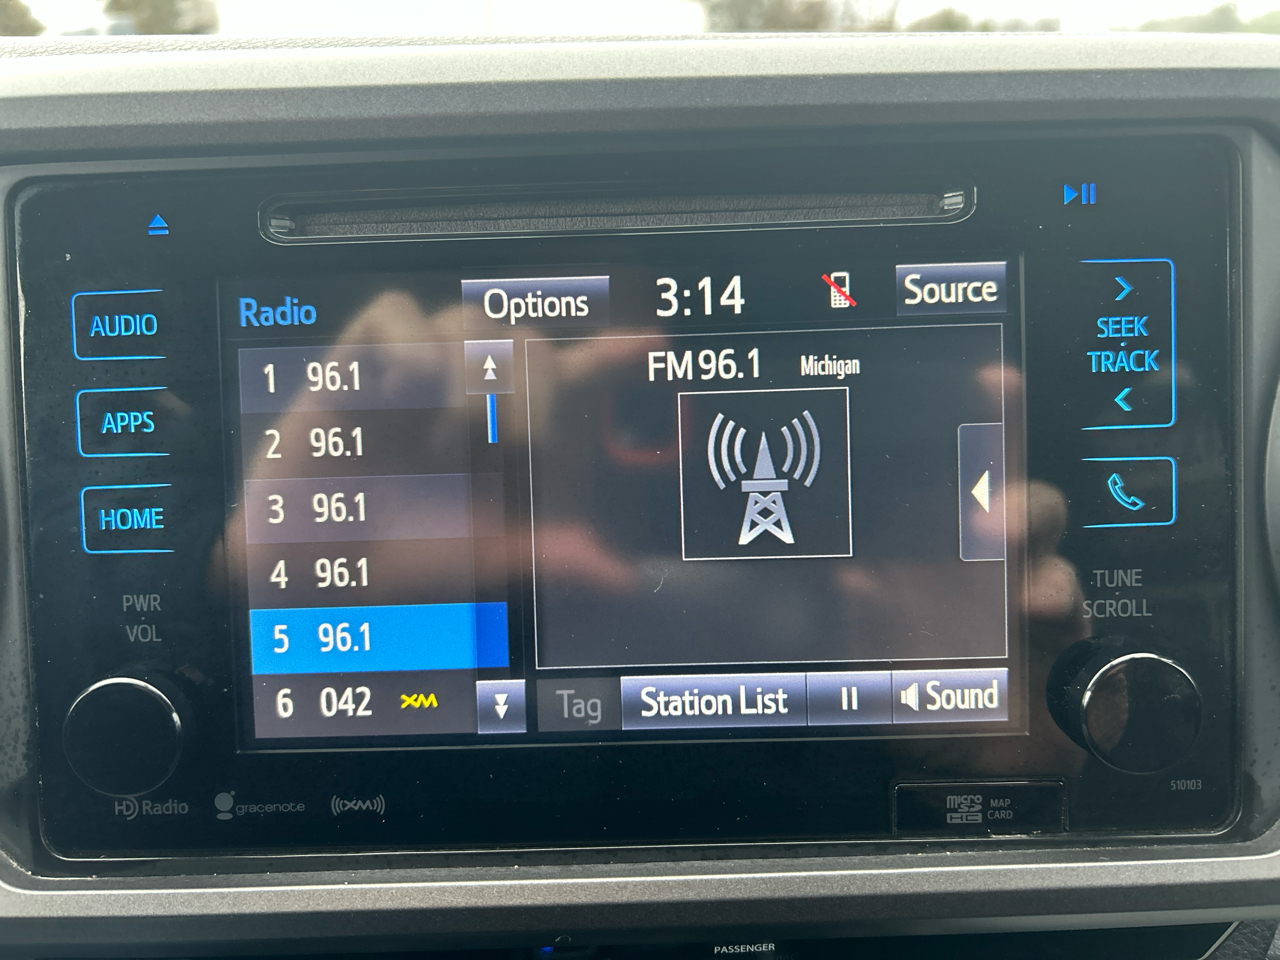 AUDIO
APPS
HOME
PWR
VOL
HD Radio
gracenote
((XM))
Radio
Options
3:14
Source
1 96.1
2 96.1
3 96.1
4 96.1
5 96.1
6 042 XM
FM 96.1 Michigan
Tag
Station List
Sound
SEEK
TRACK
TUNE
SCROLL
510103
micro
HC
MAP
CARD
PASSENGER